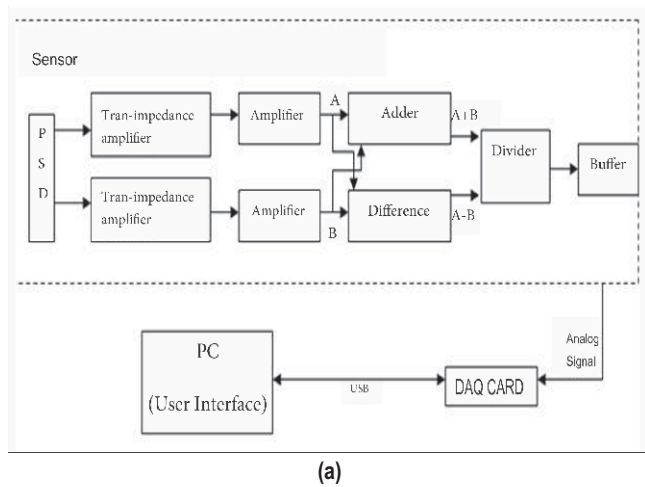 Sensor
P
S
D
Tran-impedance
amplifier
Amplifier
A
Adder
A+B
Divider
Buffer
Tran-impedance
amplifier
Amplifier
B
Difference
A-B
Analog
Signal
PC
(User Interface)
USB
DAQ CARD
(a)